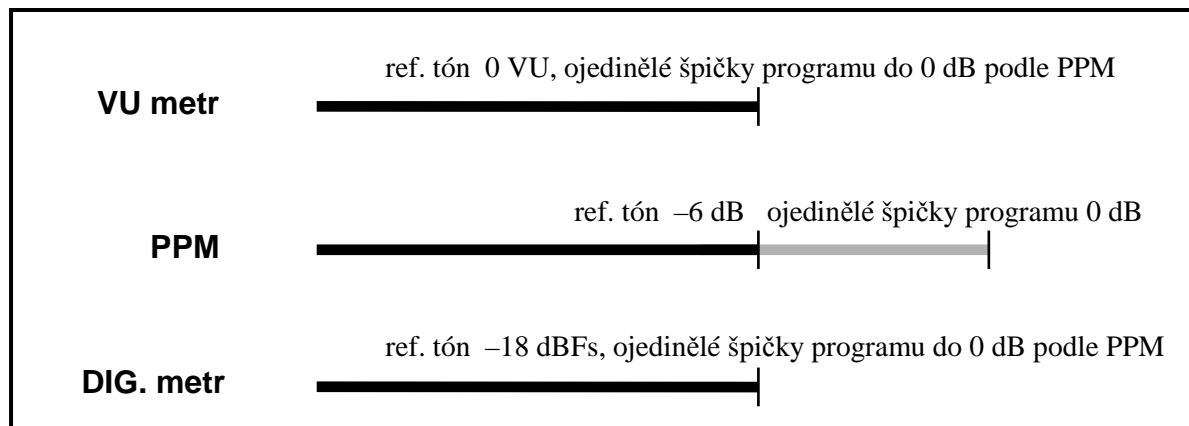 ref. tón 0 VU, ojedinělé špičky programu do 0 dB podle PPM
VU metr
ref. tón –6 dB ojedinělé špičky programu 0 dB
PPM
ref. tón –18 dBFs, ojedinělé špičky programu do 0 dB podle PPM
DIG. metr